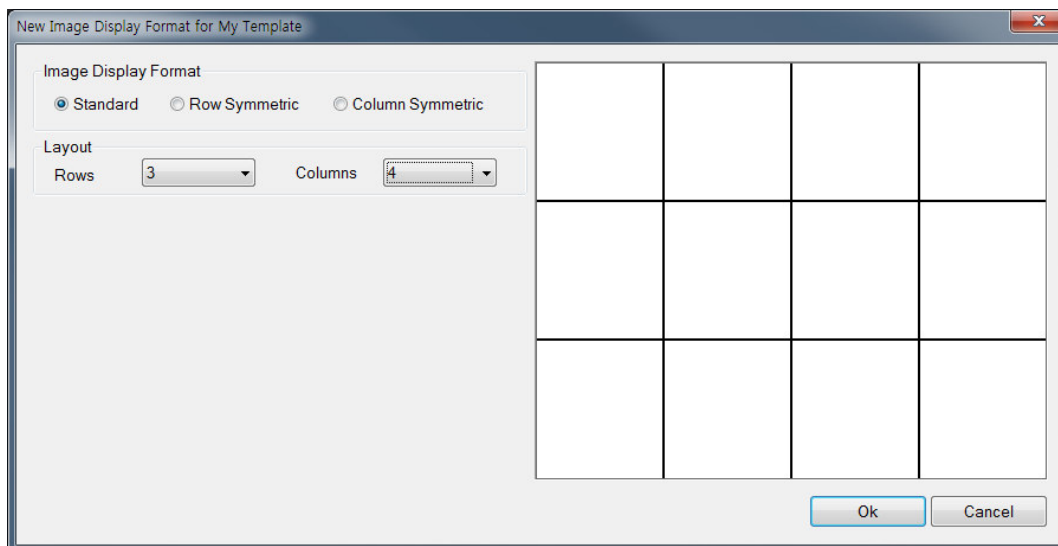 New Image Display Format for My Template
Image Display Format
Standard Row Symmetric Column Symmetric
Layout
Rows 3 Columns 4
Ok Cancel